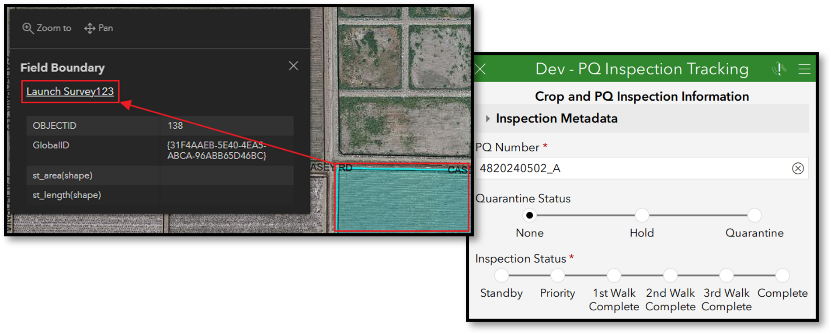 Zoom to
Pan
Field Boundary
Launch Survey123
OBJECTID 138
GlobalID {31F4AAEB-5E40-4EA5-
ABCA-96ABB65D46BC}
st_area(shape)
st_length(shape)
ASEY RD
CAS
Dev - PQ Inspection Tracking
Crop and PQ Inspection Information
Inspection Metadata
PQ Number *
4820240502_A
Quarantine Status
None Hold Quarantine
Inspection Status *
Standby Priority 1st Walk 2nd Walk 3rd Walk Complete
Complete Complete Complete